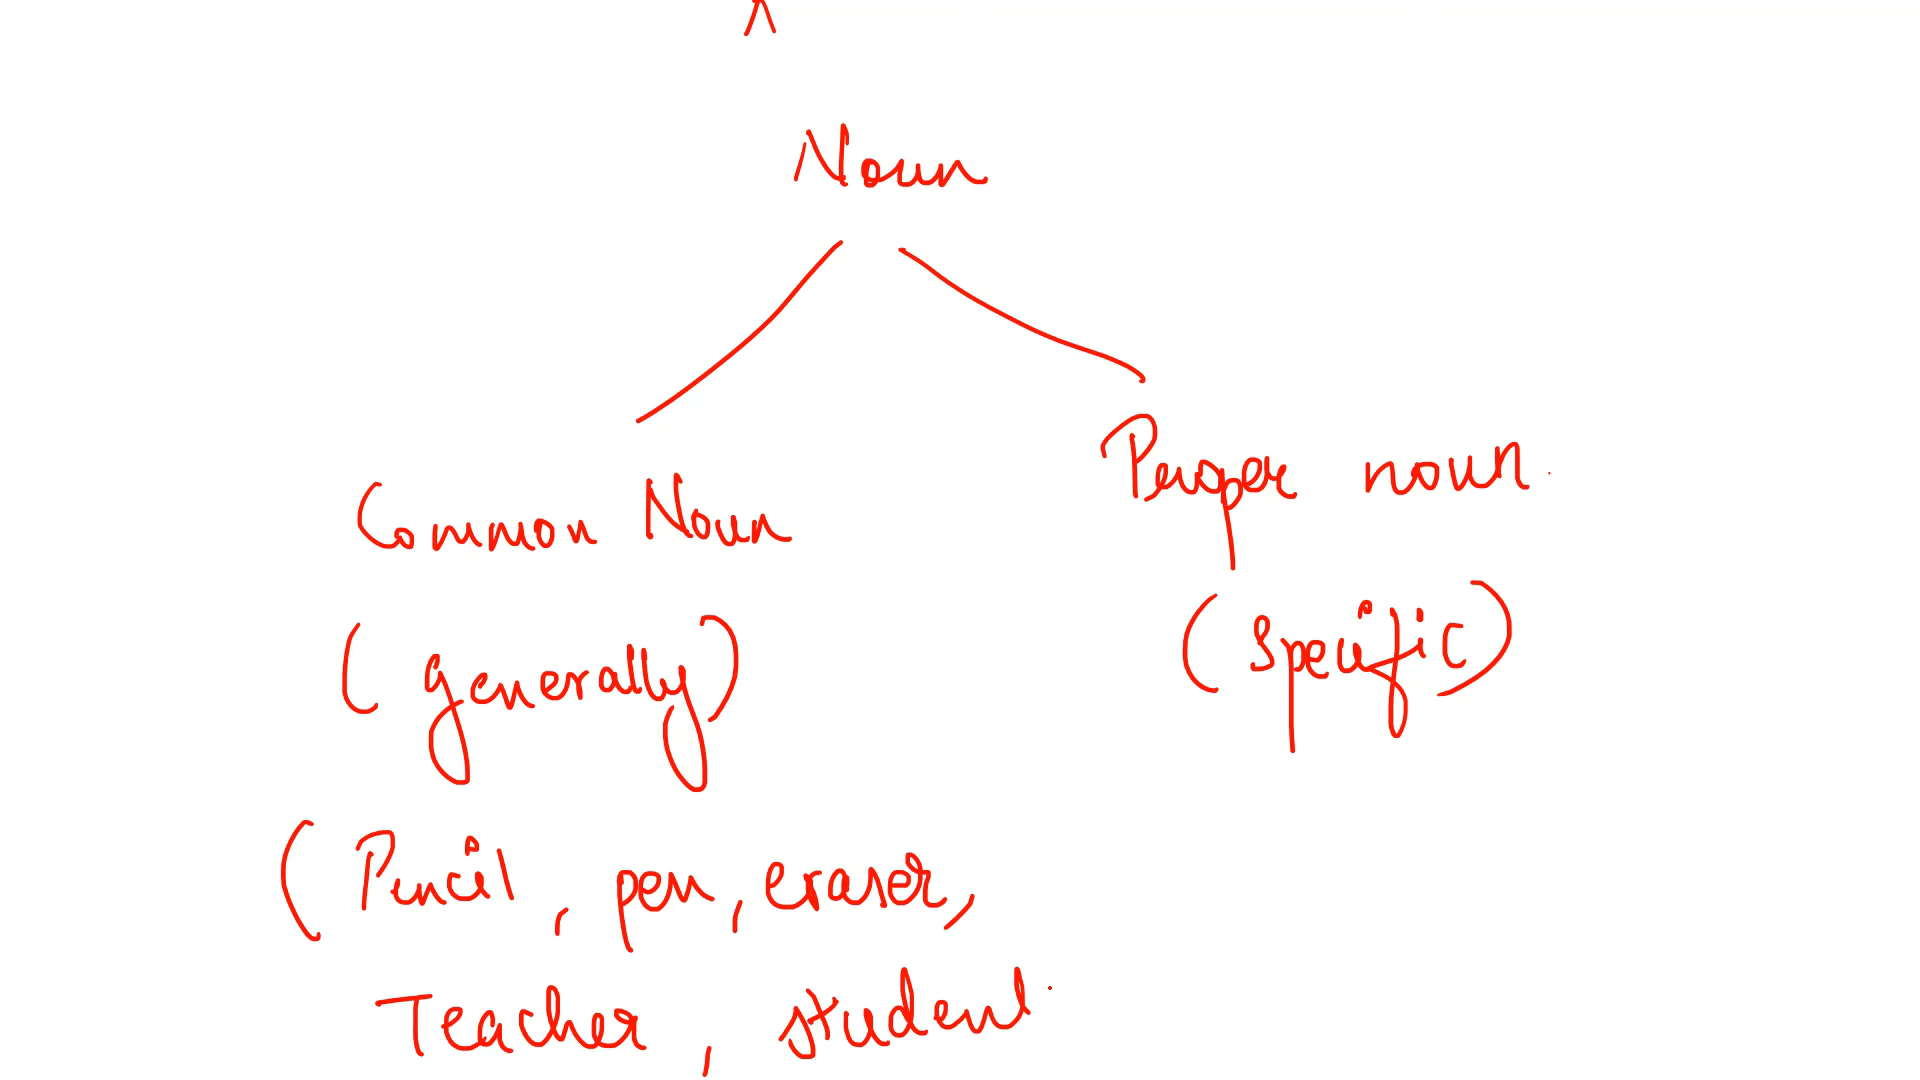 Noun
Common Noun
Proper noun.
(generally)
(Specific)
(Pencil, pen, eraser,
Teacher, student